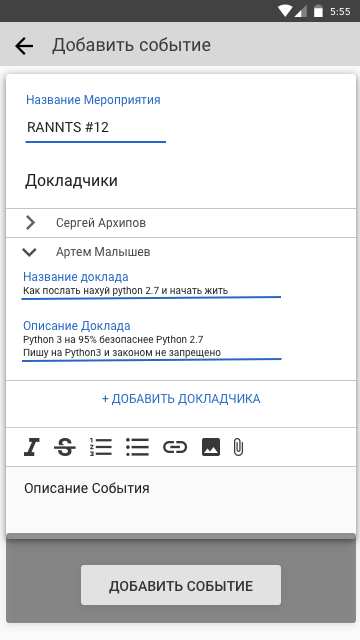 5:55
Добавить событие
Название Мероприятия
RANNTS #12
Докладчики
Сергей Архипов
Артем Малышев
Название доклада
Как послать нахуй python 2.7 и начать жить
Описание Доклада
Python 3 на 95% безопаснее Python 2.7
Пишу на Python3 и законом не запрещено
+ ДОБАВИТЬ ДОКЛАДЧИКА
Описание События
ДОБАВИТЬ СОБЫТИЕ